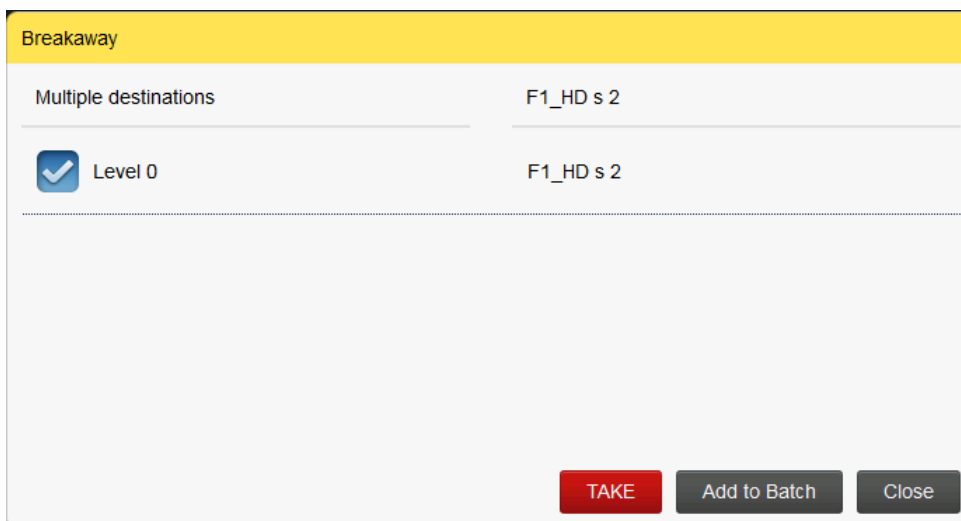 Breakaway
Multiple destinations F1_HD s 2
Level 0 F1_HD s 2
TAKE Add to Batch Close